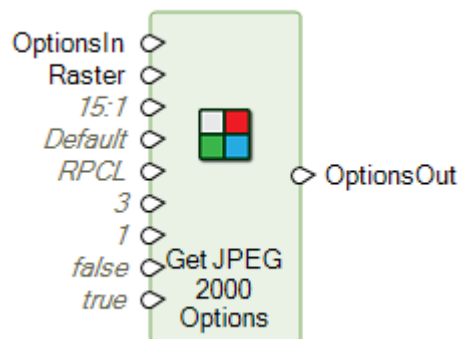 OptionsIn
Raster
15:1
Default
RPCL
3
1
false
true
Get JPEG
2000
Options
OptionsOut